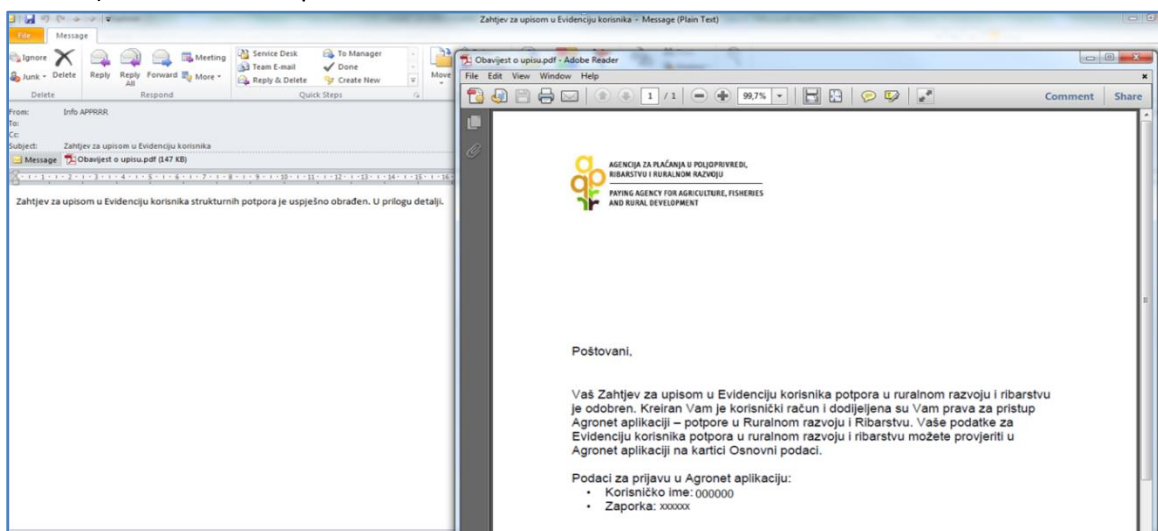 Zahtjev za upisom u Evidenciju korisnika - Message (Plain Text)
File Message
Ignore
Junk
Delete
Reply
Reply All
Forward
Meeting
More
Service Desk
Team E-mail
Reply & Delete
To Manager
Done
Create New
Move
Delete
Respond
Quick Steps
From: Info APPRRR
To:
Cc:
Subject: Zahtjev za upisom u Evidenciju korisnika
Message Obavijest o upisu.pdf (147 KB)
Zahtjev za upisom u Evidenciju korisnika strukturnih potpora je uspješno obrađen. U prilogu detalji.
Obavijest o upisu.pdf - Adobe Reader
File Edit View Window Help
1 / 1 99,7% Comment Share
AGENCIJA ZA PLAĆANJA U POLJOPRIVREDI,
RIBARSTVU I RURALNOM RAZVOJU
PAYING AGENCY FOR AGRICULTURE, FISHERIES
AND RURAL DEVELOPMENT
Poštovani,
Vaš Zahtjev za upisom u Evidenciju korisnika potpora u ruralnom razvoju i ribarstvu
je odobren. Kreiran Vam je korisnički račun i dodijeljena su Vam prava za pristup
Agronet aplikaciji – potpore u Ruralnom razvoju i Ribarstvu. Vaše podatke za
Evidenciju korisnika potpora u ruralnom razvoju i ribarstvu možete provjeriti u
Agronet aplikaciji na kartici Osnovni podaci.
Podaci za prijavu u Agronet aplikaciju:
• Korisničko ime: 000000
• Zaporka: xxxxxx